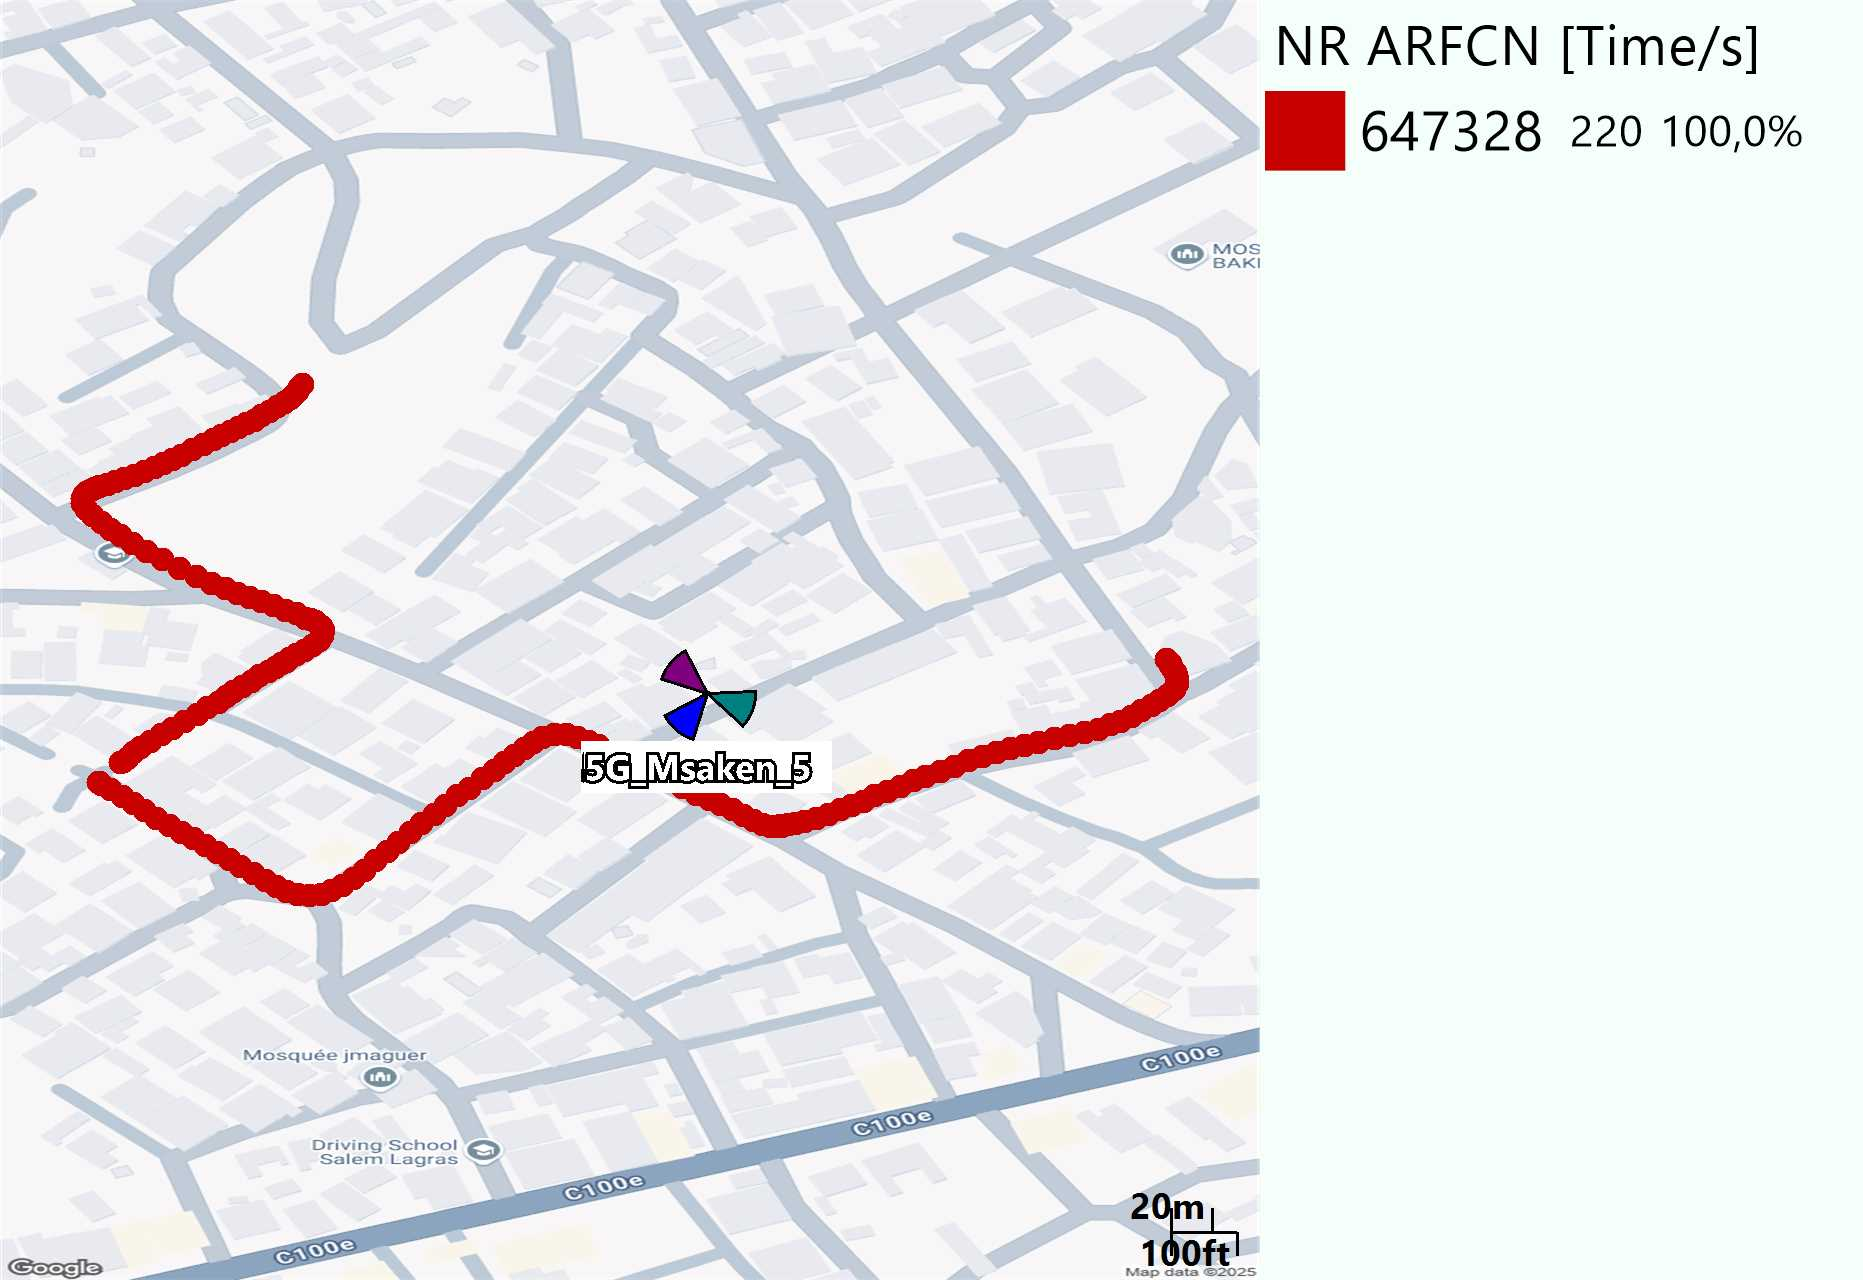 NR ARFCN [Time/s]
647328 220 100,0%
MOS
BAKI
5G_Msaken_5
Mosquée jmaguer
Driving School
Salem Lagras
C100e
C100e
C100e
C100e
20m
100ft
Google
Map data ©2025